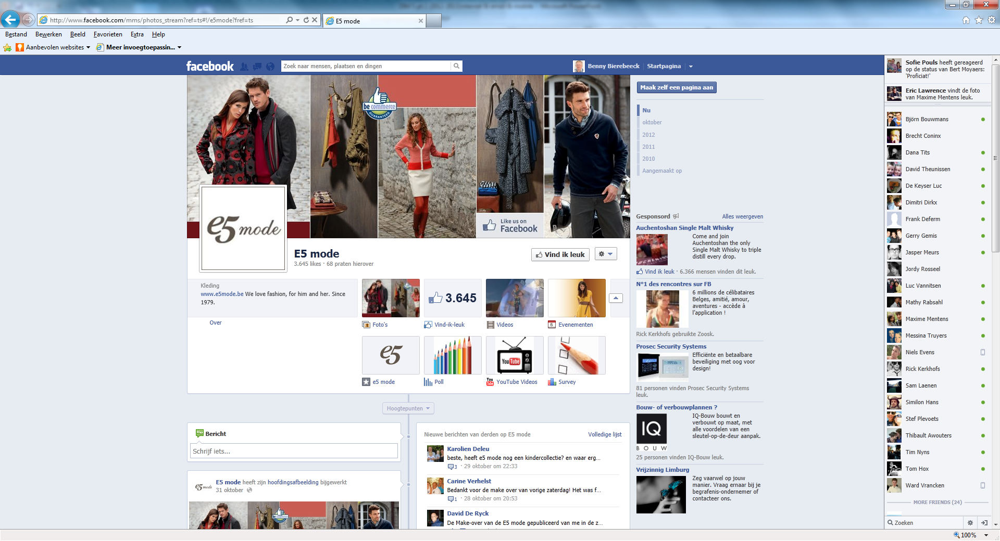 http://www.facebook.com/mms/photos_stream?ref=ts#!/e5mode?fref=ts
E5 mode
Bestand Bewerken Beeld Favorieten Extra Help
Aanbevolen websites Meer invoegtoepassin...
facebook
Zoek naar mensen, plaatsen en dingen
Benny Bierebeeck Startpagina
be commerce
GUARANTEED
Like us on
Facebook
e5 mode
E5 mode
3.645 likes · 68 praten hierover
Vind ik leuk
Kleding
www.e5mode.be We love fashion, for him and her. Since
1979.
Over
3.645
Foto's
Vind-ik-leuk
Videos
6
Evenementen
e5
YouTube
e5 mode
Poll
You
Tube
YouTube Videos
Survey
Hoogtepunten
Bericht
Schrijf iets...
e5 mode
E5 mode heeft zijn hoofdingsafbeelding bijgewerkt
31 oktober
Nieuwe berichten van derden op E5 mode
Volledige lijst
Karolien Deleu
beste, heeft e5 mode nog een kindercollectie? en waar erg...
3 · 29 oktober om 22:33
Carine Verhelst
Bedankt voor de make over van vorige zaterdag! Het was f...
1 · 28 oktober om 20:53
David De Ryck
De Make-over van de E5 mode gepubliceerd van me in de z...
Maak zelf een pagina aan
Nu
oktober
2012
2011
2010
Aangemaakt op
Gesponsord
Alles weergeven
Auchentoshan Single Malt Whisky
Come and join
Auchentoshan the only
Single Malt Whisky to triple
distill every drop.
Vind ik leuk · 6.366 mensen vinden dit leuk.
N°1 des rencontres sur FB
6 millions de célibataires
Belges, amitié, amour,
aventures - accède à
l'application !
Rick Kerkhofs gebruikte Zoosk.
Prosec Security Systems
Efficiënte en betaalbare
beveiliging met oog voor
design!
81 personen vinden Prosec Security Systems
leuk.
Bouw- of verbouwplannen ?
IQ
BOUW
IQ-Bouw bouwt en
verbouwt op maat, met
alle voordelen van een
sleutel-op-de-deur aanpak.
25 personen vinden IQ-Bouw leuk.
Vrijzinnig Limburg
Zeg vaarwel op jouw
manier. Vraag ernaar bij je
begrafenis-ondernemer of
contacteer ons.
Sofie Pouls heeft gereageerd
op de status van Bert Moyaers:
'Proficiat!'
Eric Lawrence vindt de foto
van Maxime Mentens leuk.
Björn Bouwmans
Brecht Coninx
Dana Tits
David Theunissen
De Keyser Luc
Dimitri Dirkx
Frank Deferm
Gerry Gemis
Jasper Meurs
Jordy Rosseel
Luc Vannitsen
Mathy Rabsahl
Maxime Mentens
Messina Truyers
Niels Evens
Rick Kerkhofs
Sam Laenen
Similon Hans
Stef Plevoets
Thibault Awouters
Tim Nyns
Tom Hox
Ward Vrancken
MORE FRIENDS (24)
Zoeken
100%